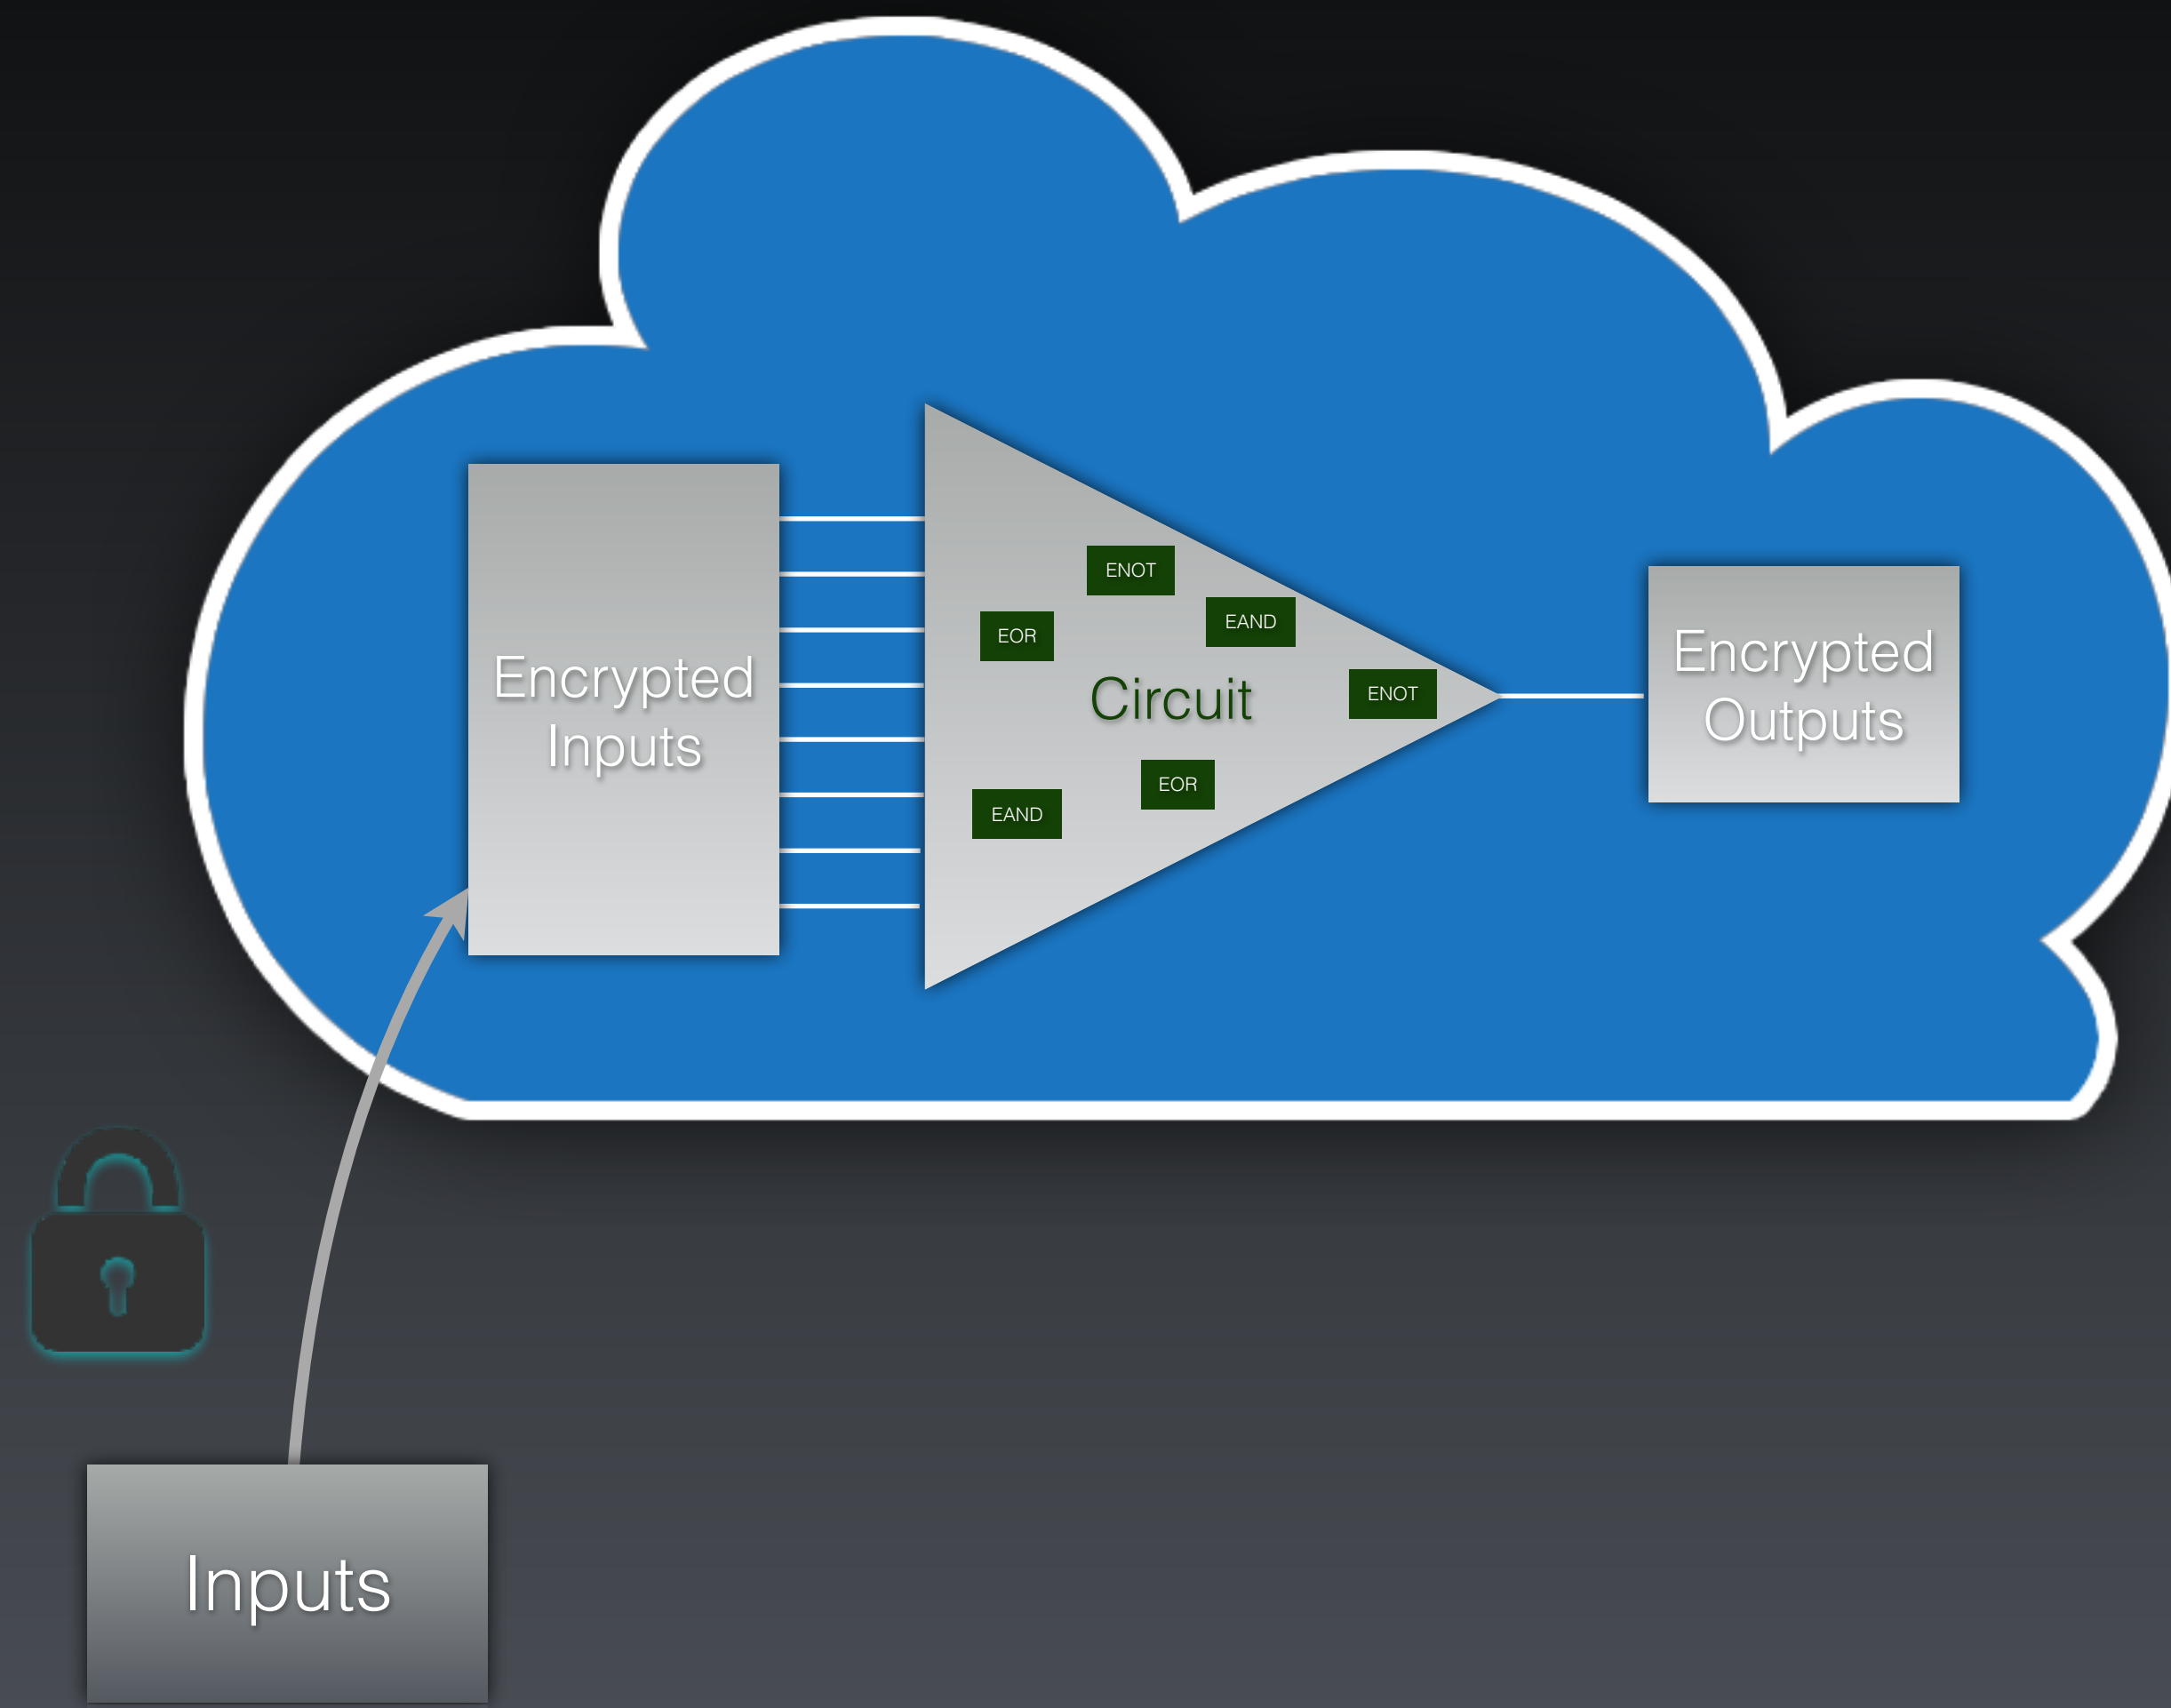 ENOT
EAND
EOR
Encrypted
Inputs
Circuit
ENOT
Encrypted
Outputs
EOR
EAND
Inputs